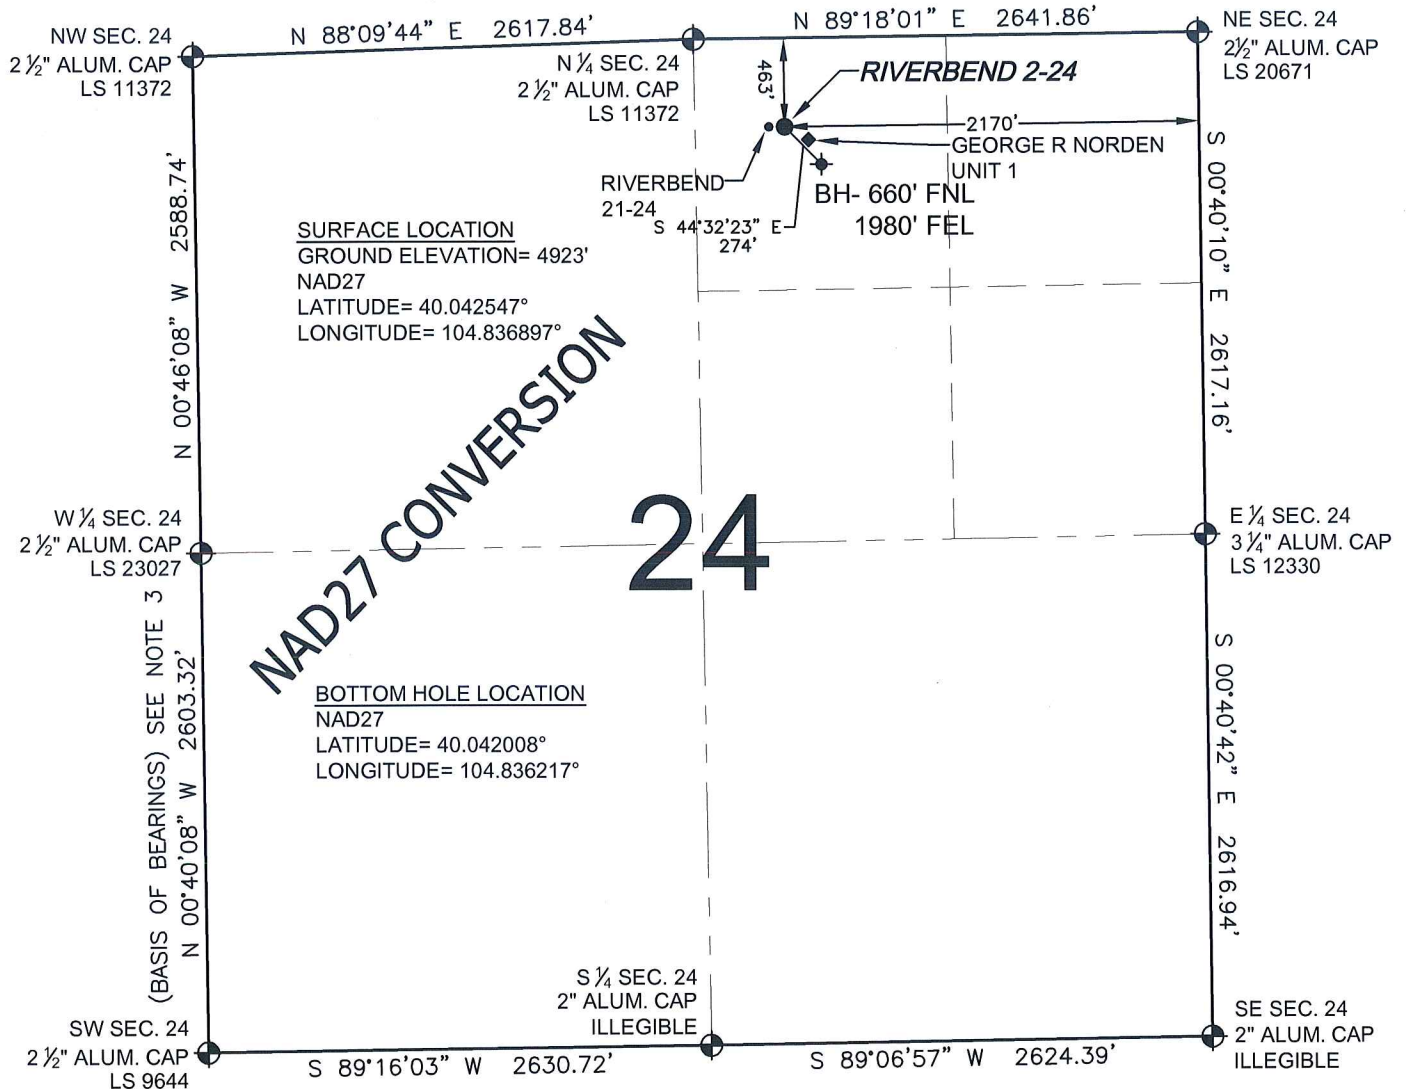 N 88°09'44" E 2617.84'
N 89°18'01" E 2641.86'
NW SEC. 24
2 ½" ALUM. CAP
LS 11372
N ¼ SEC. 24
2 ½" ALUM. CAP
LS 11372
NE SEC. 24
2½" ALUM. CAP
LS 20671
463'
RIVERBEND 2-24
2170'
GEORGE R NORDEN
UNIT 1
RIVERBEND
21-24
BH- 660' FNL
1980' FEL
S 44°32'23" E
274'
SURFACE LOCATION
GROUND ELEVATION= 4923'
NAD27
LATITUDE= 40.042547°
LONGITUDE= 104.836897°
N 00°46'08" W 2588.74'
S 00°40'10" E 2617.16'
NAD27 CONVERSION
24
W ¼ SEC. 24
2 ½" ALUM. CAP
LS 23027
E ¼ SEC. 24
3 ¼" ALUM. CAP
LS 12330
BOTTOM HOLE LOCATION
NAD27
LATITUDE= 40.042008°
LONGITUDE= 104.836217°
(BASIS OF BEARINGS) SEE NOTE 3
N 00°40'08" W 2603.32'
S 00°40'42" E 2616.94'
SW SEC. 24
2 ½" ALUM. CAP
LS 9644
S ¼ SEC. 24
2" ALUM. CAP
ILLEGIBLE
SE SEC. 24
2" ALUM. CAP
ILLEGIBLE
S 89°16'03" W 2630.72'
S 89°06'57" W 2624.39'